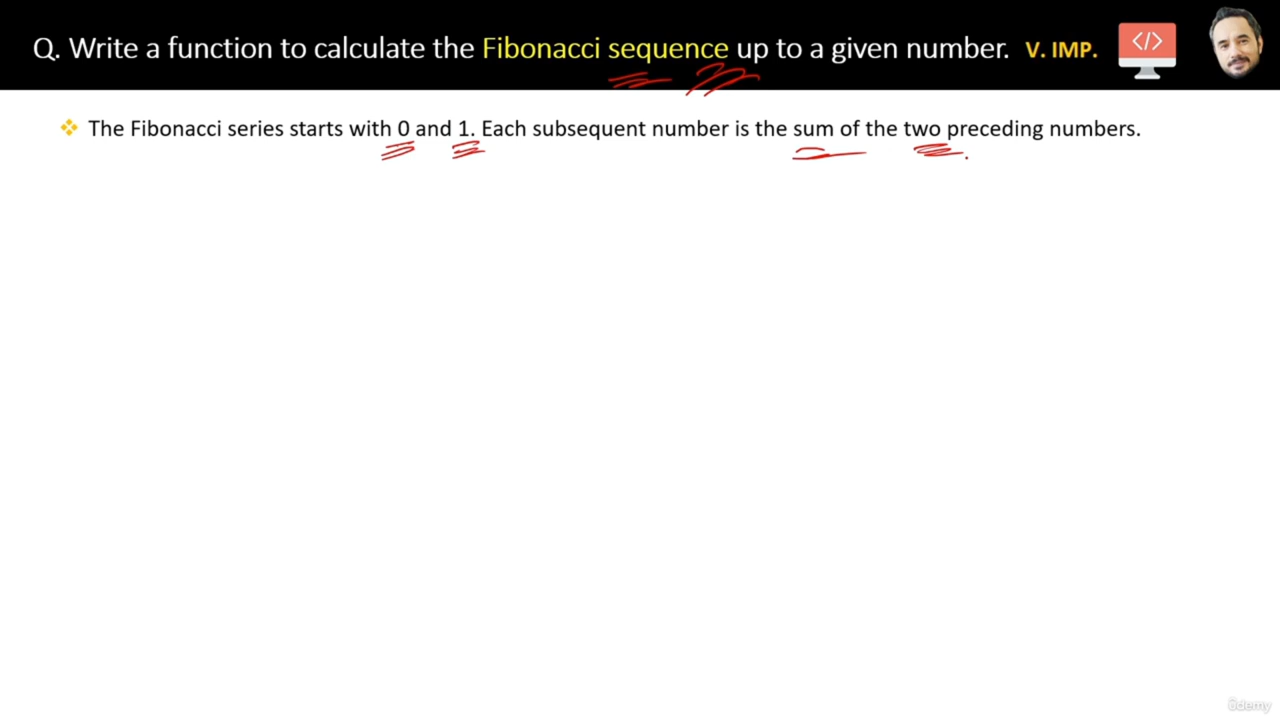 Q. Write a function to calculate the Fibonacci sequence up to a given number. V. IMP.
</>
❖ The Fibonacci series starts with 0 and 1. Each subsequent number is the sum of the two preceding numbers.
ûdemy